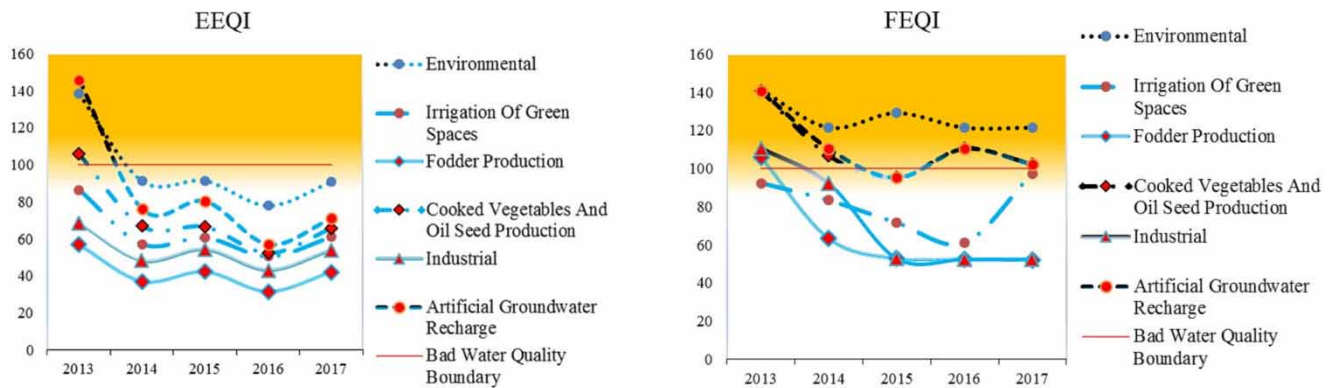 EEQI
160
140
120
100
80
60
40
20
0
2013 2014 2015 2016 2017
Environmental
Irrigation Of Green
Spaces
Fodder Production
Cooked Vegetables And
Oil Seed Production
Industrial
Artificial Groundwater
Recharge
Bad Water Quality
Boundary
FEQI
160
140
120
100
80
60
40
20
0
2013 2014 2015 2016 2017
Environmental
Irrigation Of Green
Spaces
Fodder Production
Cooked Vegetables And
Oil Seed Production
Industrial
Artificial Groundwater
Recharge
Bad Water Quality
Boundary